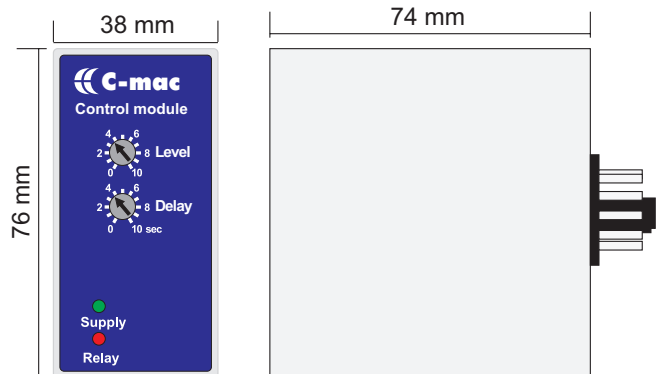 38 mm
74 mm
76 mm
C-mac
Control module
4 6
2 8 Level
0 10
4 6
2 8 Delay
0 10 sec
Supply
Relay